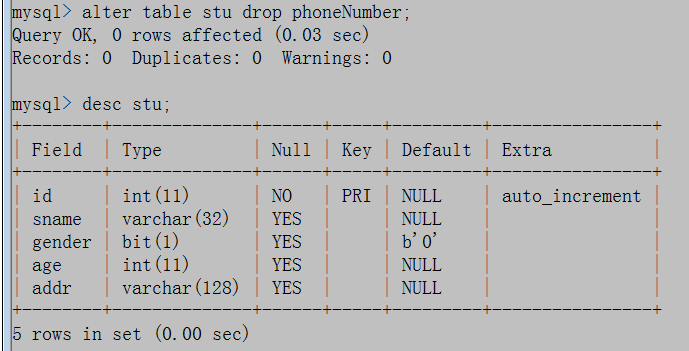 mysql> alter table stu drop phoneNumber;
Query OK, 0 rows affected (0.03 sec)
Records: 0  Duplicates: 0  Warnings: 0

mysql> desc stu;
+--------+--------------+------+-----+---------+----------------+
| Field  | Type         | Null | Key | Default | Extra          |
+--------+--------------+------+-----+---------+----------------+
| id     | int(11)      | NO   | PRI | NULL    | auto_increment |
| sname  | varchar(32)  | YES  |     | NULL    |                |
| gender | bit(1)       | YES  |     | b'0'    |                |
| age    | int(11)      | YES  |     | NULL    |                |
| addr   | varchar(128) | YES  |     | NULL    |                |
+--------+--------------+------+-----+---------+----------------+
5 rows in set (0.00 sec)